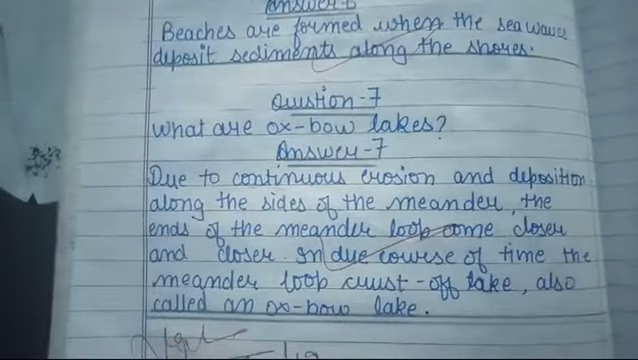 Answer-6
Beaches are formed when the sea waves
deposit sediments along the shores.
Question-7
What are ox-bow lakes?
Answer-7
Due to continuous erosion and deposition
along the sides of the meander, the
ends of the meander loop come closer
and closer. In due course of time the
meander loop cuust-off lake, also
called an ox-bow lake.